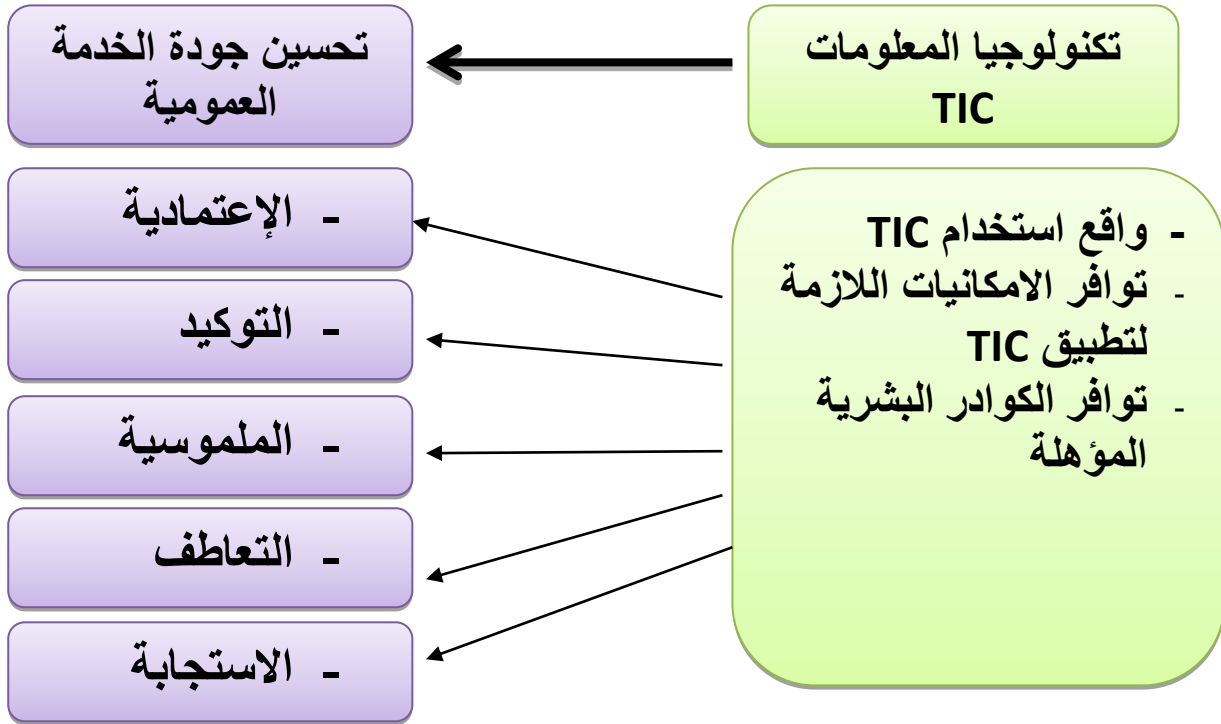 تكنولوجيا المعلومات
TIC
تحسين جودة الخدمة
العمومية
- واقع استخدام TIC
- توافر الامكانيات اللازمة
لتطبيق TIC
- توافر الكوادر البشرية
المؤهلة
- الإعتمادية
- التوكيد
- الملموسية
- التعاطف
- الاستجابة